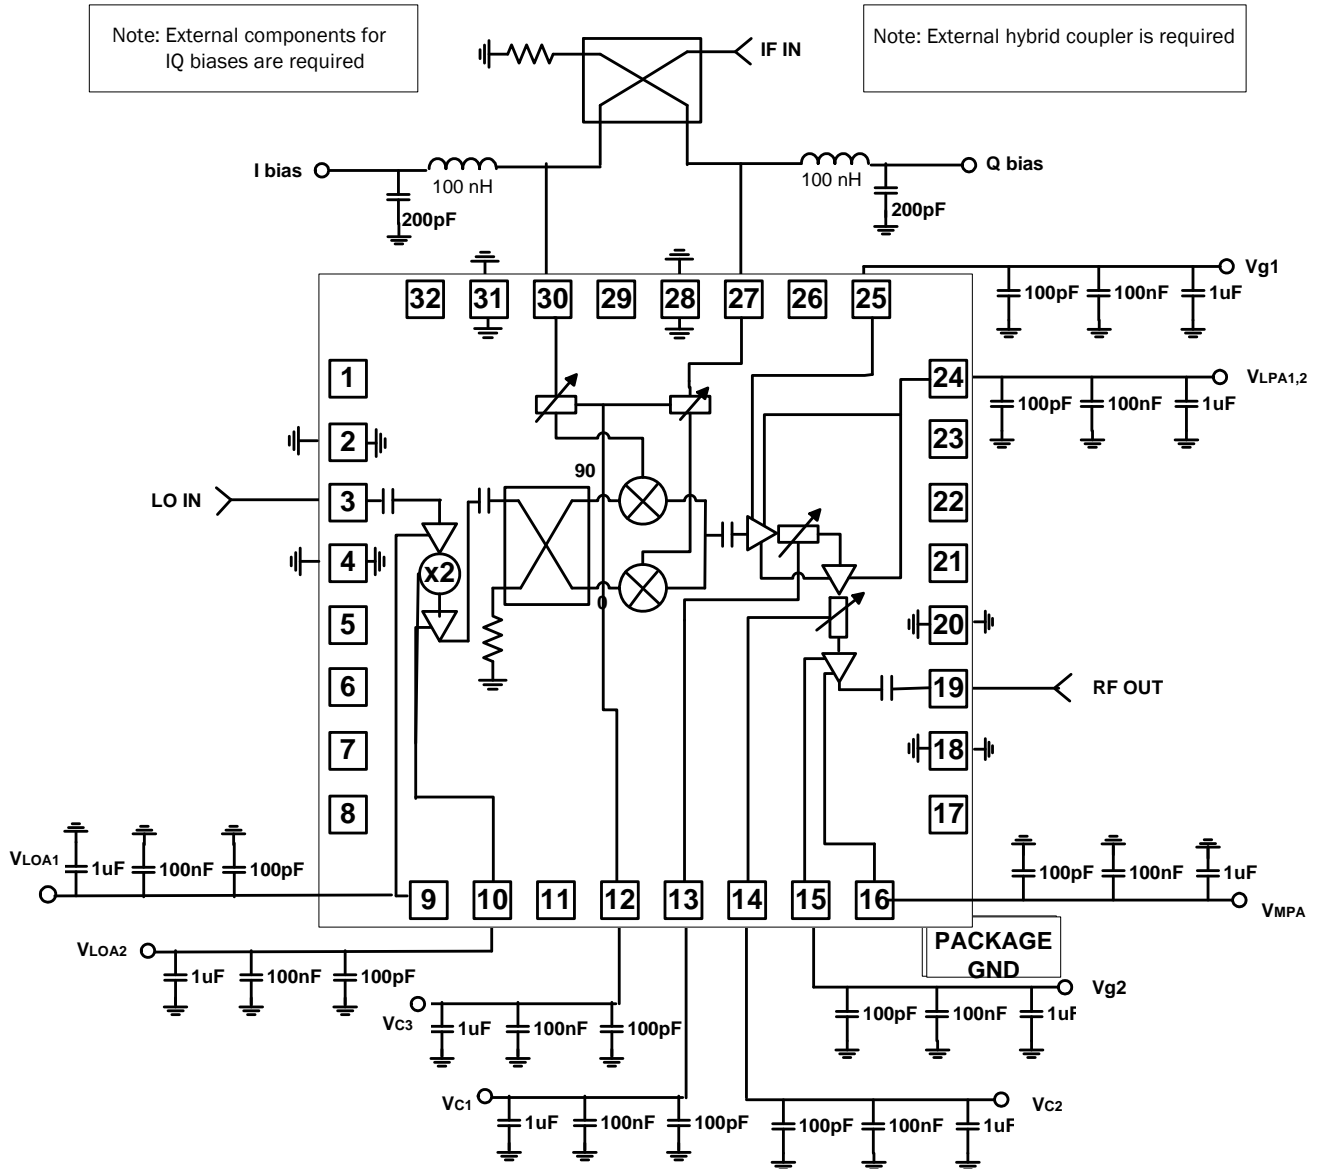 Note: External components for
IQ biases are required
IF IN
Note: External hybrid coupler is required
I bias
100 nH
200pF
100 nH
Q bias
200pF
32
31
30
29
28
27
26
25
Vg1
100pF
100nF
1uF
1
24
VLPA1,2
100pF
100nF
1uF
2
23
90
LO IN
3
22
4
x2
21
0
5
20
6
19
RF OUT
7
18
8
17
VLOA1
1uF
100nF
100pF
100pF
100nF
1uF
9
10
11
12
13
14
15
16
VMPA
PACKAGE
GND
VLOA2
1uF
100nF
100pF
Vg2
100pF
100nF
1uF
VC3
1uF
100nF
100pF
VC1
1uF
100nF
100pF
VC2
100pF
100nF
1uF